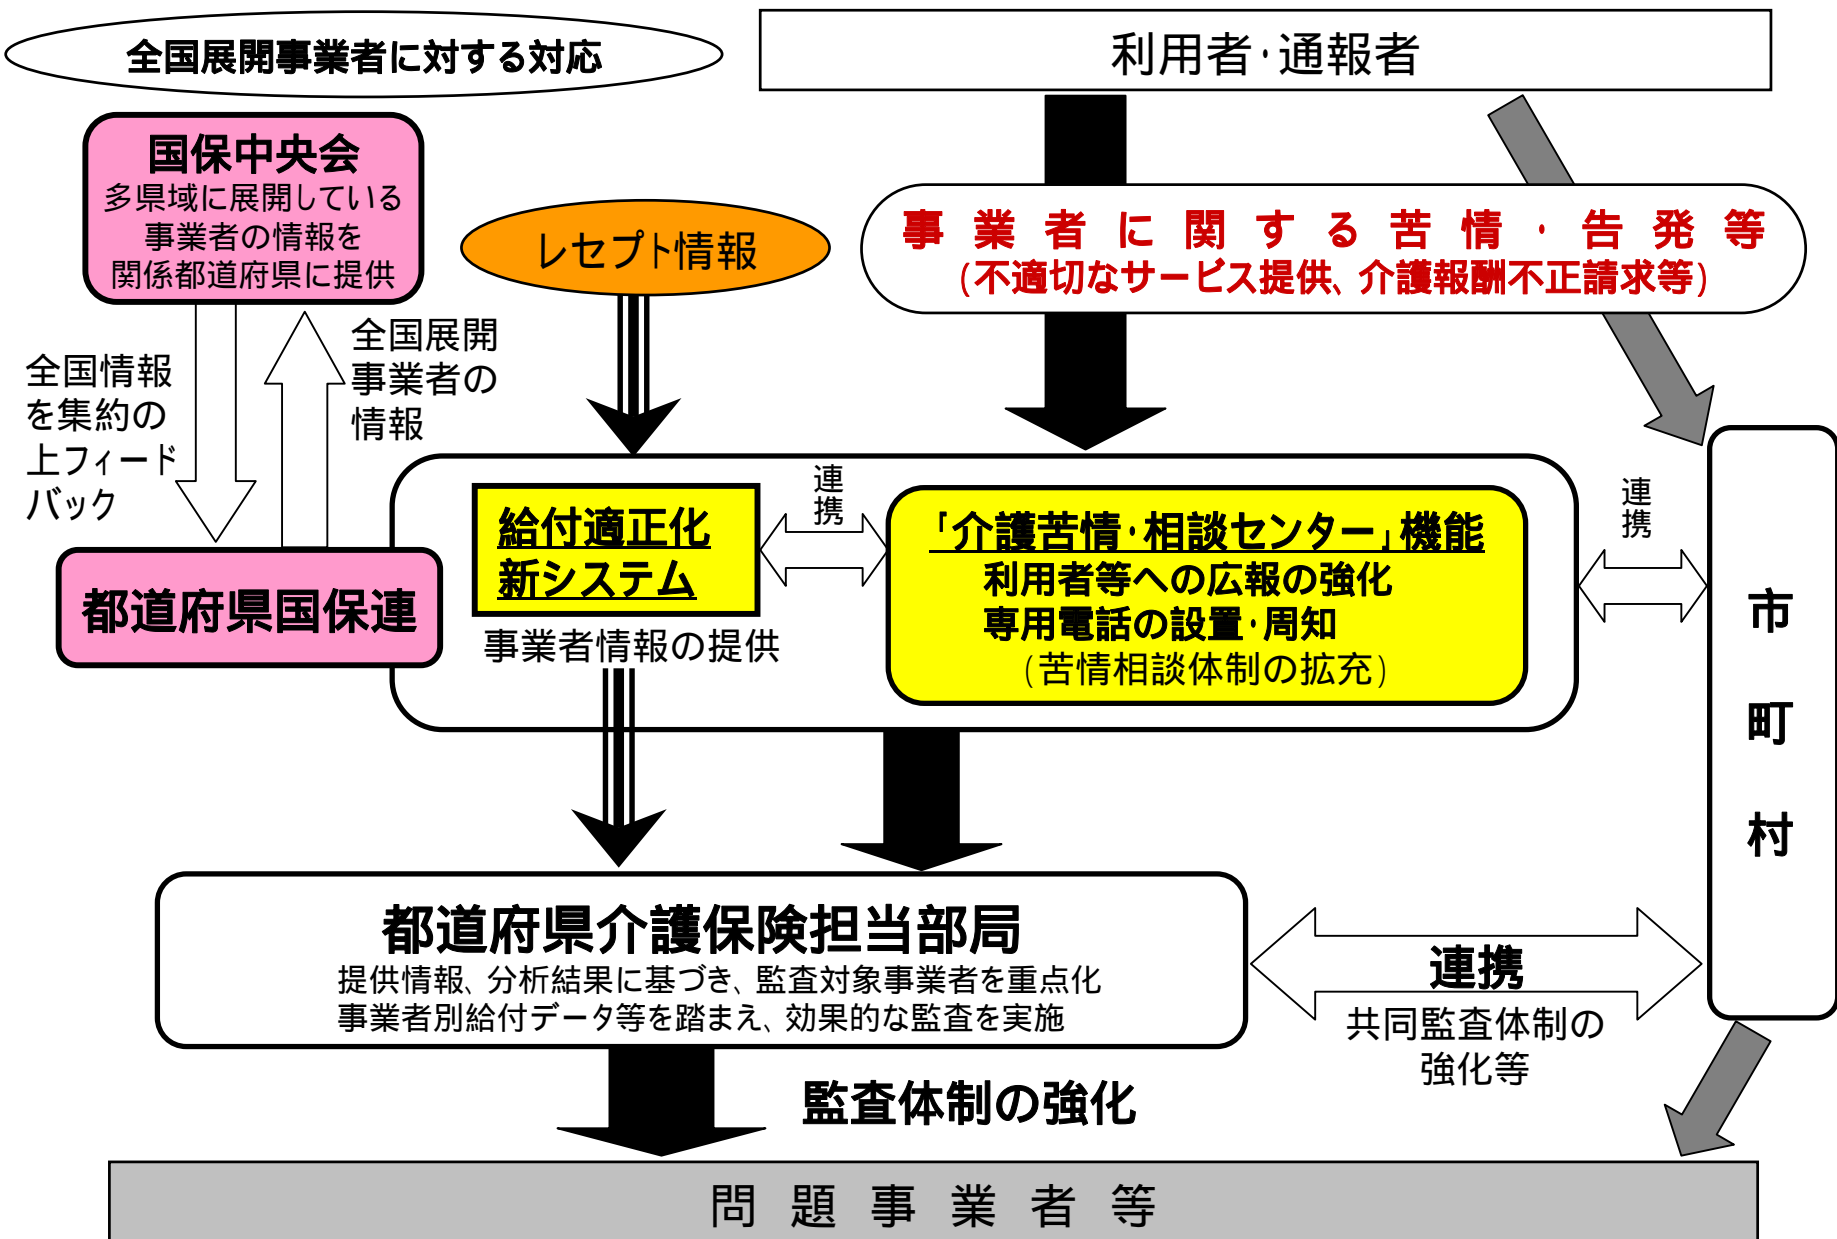 全国展開事業者に対する対応
利用者・通報者
国保中央会
多県域に展開している
事業者の情報を
関係都道府県に提供
レセプト情報
事業者に関する苦情・告発等
(不適切なサービス提供、介護報酬不正請求等)
全国情報
を集約の
上フィード
バック
全国展開
事業者の
情報
都道府県国保連
給付適正化
新システム
事業者情報の提供
連携
「介護苦情・相談センター」機能
利用者等への広報の強化
専用電話の設置・周知
(苦情相談体制の拡充)
連携
市町村
都道府県介護保険担当部局
提供情報、分析結果に基づき、監査対象事業者を重点化
事業者別給付データ等を踏まえ、効果的な監査を実施
連携
共同監査体制の
強化等
監査体制の強化
問題事業者等